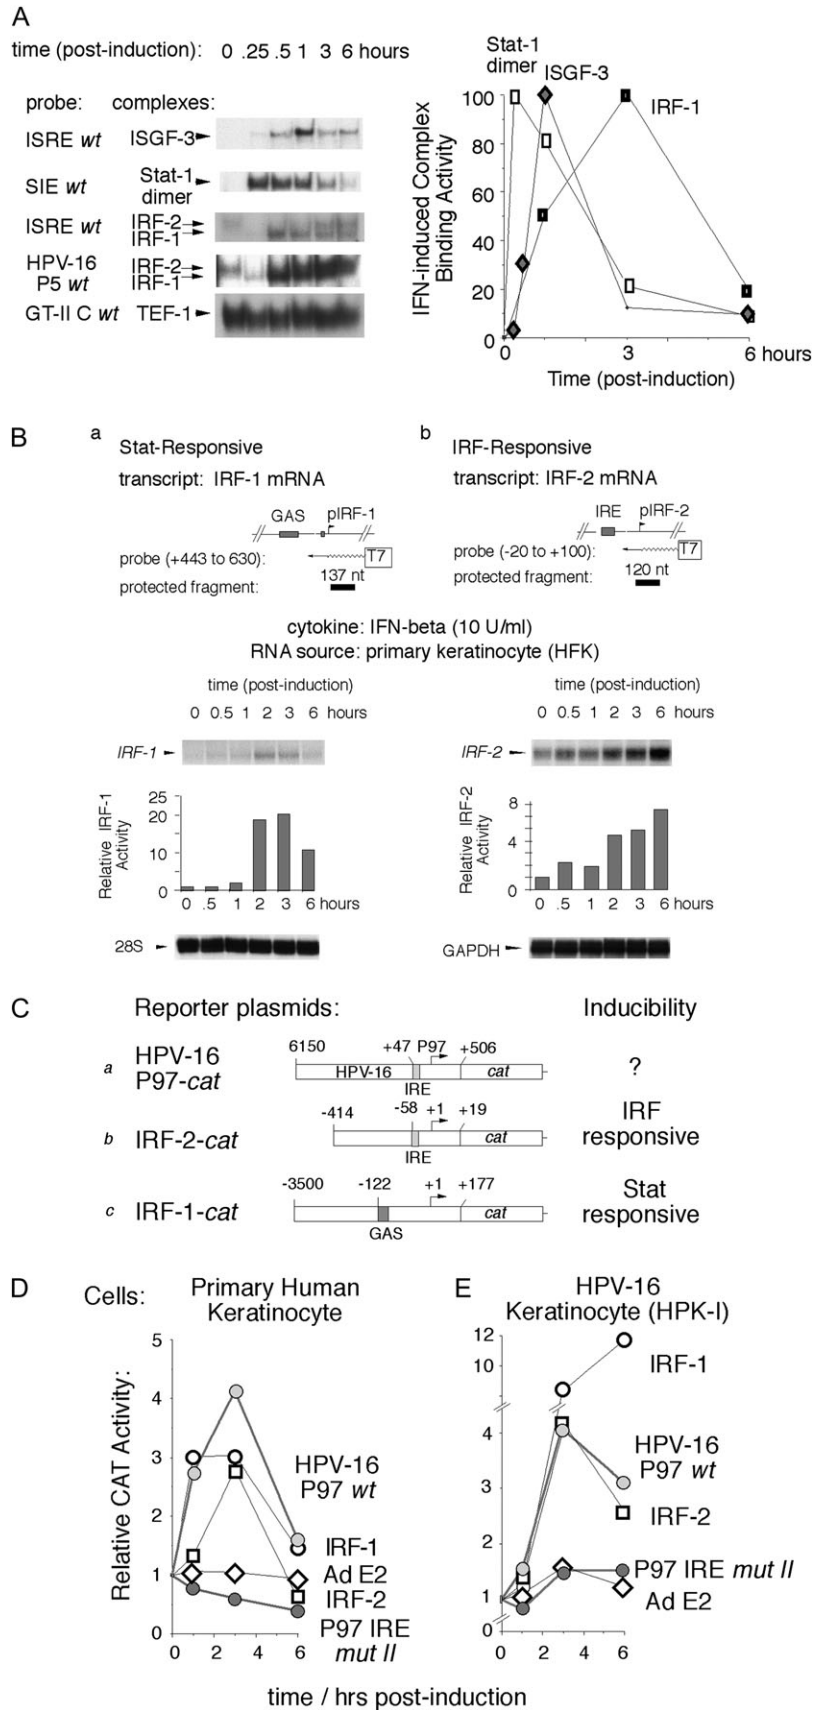 A
time (post-induction): 0 .25 .5 1 3 6 hours
probe: complexes:
ISRE wt ISGF-3
SIE wt Stat-1 dimer
ISRE wt IRF-2 IRF-1
HPV-16 P5 wt IRF-2 IRF-1
GT-II C wt TEF-1
Stat-1 dimer
ISGF-3
IRF-1
IFN-induced Complex Binding Activity
100
80
60
40
20
0
0 3 6 hours
Time (post-induction)
B
a
Stat-Responsive
transcript: IRF-1 mRNA
GAS pIRF-1
probe (+443 to 630): T7
137 nt
protected fragment:
b
IRF-Responsive
transcript: IRF-2 mRNA
IRE pIRF-2
probe (-20 to +100): T7
120 nt
protected fragment:
cytokine: IFN-beta (10 U/ml)
RNA source: primary keratinocyte (HFK)
time (post-induction)
0 0.5 1 2 3 6 hours
IRF-1
Relative IRF-1 Activity
25
20
10
0
0 .5 1 2 3 6 hours
28S
time (post-induction)
0 0.5 1 2 3 6 hours
IRF-2
Relative IRF-2 Activity
8
4
0
0 .5 1 2 3 6 hours
GAPDH
C
Reporter plasmids: Inducibility
a HPV-16 P97-cat
6150 +47 P97 +506
HPV-16 cat
IRE
?
b IRF-2-cat
-414 -58 +1 +19
cat
IRE
IRF responsive
c IRF-1-cat
-3500 -122 +1 +177
cat
GAS
Stat responsive
D
Cells: Primary Human Keratinocyte
Relative CAT Activity:
5
4
3
2
1
0
0 2 4 6
HPV-16 P97 wt
IRF-1
Ad E2
IRF-2
P97 IRE mut II
E
HPV-16 Keratinocyte (HPK-I)
12
10
4
3
2
1
0
0 2 4 6
IRF-1
HPV-16 P97 wt
IRF-2
P97 IRE mut II
Ad E2
time / hrs post-induction